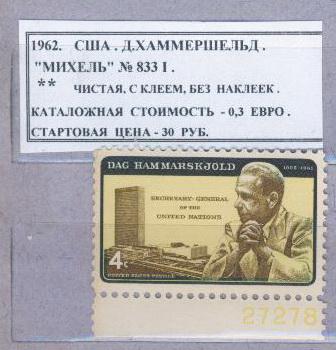 1962. США. Д.ХАММЕРШЕЛЬД.
"МИХЕЛЬ" № 833 I.
** ЧИСТАЯ, С КЛЕЕМ, БЕЗ НАКЛЕЕК.
КАТАЛОЖНАЯ СТОИМОСТЬ - 0,3 ЕВРО.
СТАРТОВАЯ ЦЕНА - 30 РУБ.
DAG HAMMARSKJOLD
1905-1961
SECRETARY-GENERAL
OF THE
UNITED NATIONS
4¢
UNITED STATES POSTAGE
27278